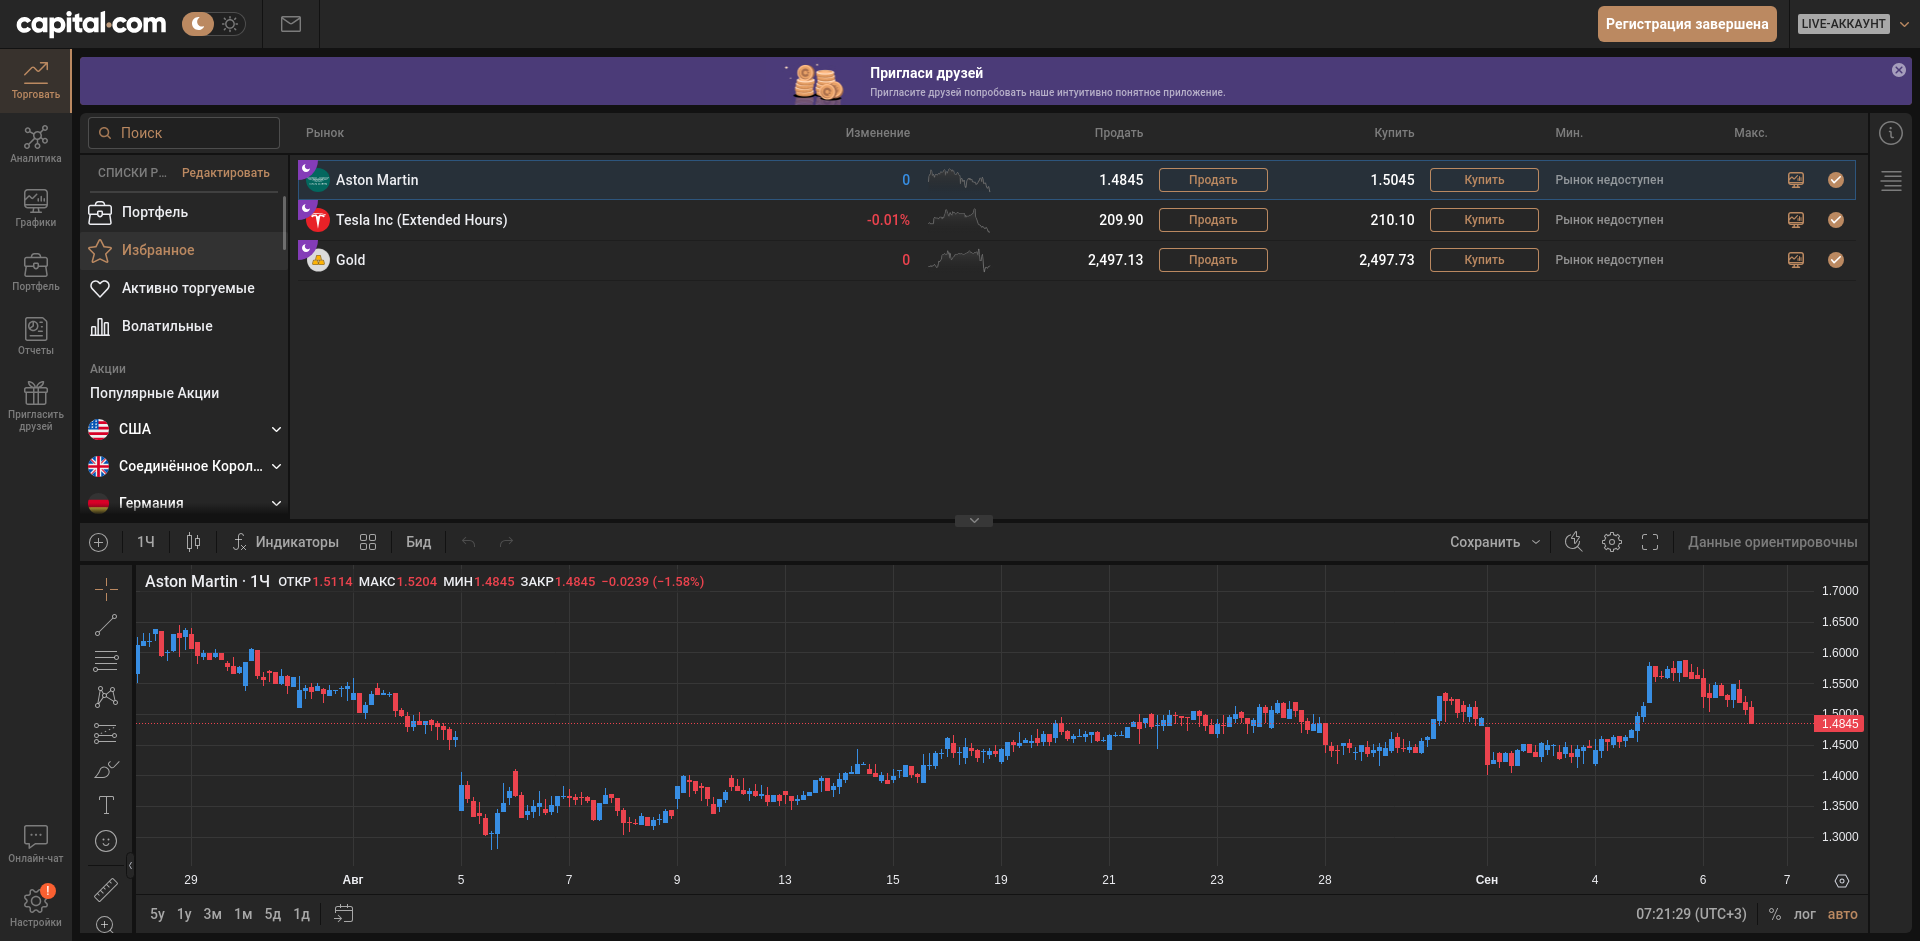 capital.com
Регистрация завершена
LIVE-АККАУНТ
Торговать
Аналитика
Графики
Портфель
Отчеты
Пригласить
друзей
Онлайн-чат
!
Настройки
Пригласи друзей
Пригласите друзей попробовать наше интуитивно понятное приложение.
Поиск
СПИСКИ Р... Редактировать
Портфель
Избранное
Активно торгуемые
Волатильные
Акции
Популярные Акции
США
Соединённое Корол...
Германия
Рынок Изменение Продать Купить Мин. Макс.
Aston Martin 0 1.4845 Продать 1.5045 Купить Рынок недоступен
Tesla Inc (Extended Hours) -0.01% 209.90 Продать 210.10 Купить Рынок недоступен
Gold 0 2,497.13 Продать 2,497.73 Купить Рынок недоступен
1Ч Индикаторы Бид Сохранить Данные ориентировочны
Aston Martin · 1Ч ОТКР1.5114 МАКС1.5204 МИН1.4845 ЗАКР1.4845 −0.0239 (−1.58%)
1.7000
1.6500
1.6000
1.5500
1.5000
1.4845
1.4500
1.4000
1.3500
1.3000
29 Авг 5 7 9 13 15 19 21 23 28 Сен 4 6 7
5y 1y 3м 1м 5д 1д 07:21:29 (UTC+3) % лог авто